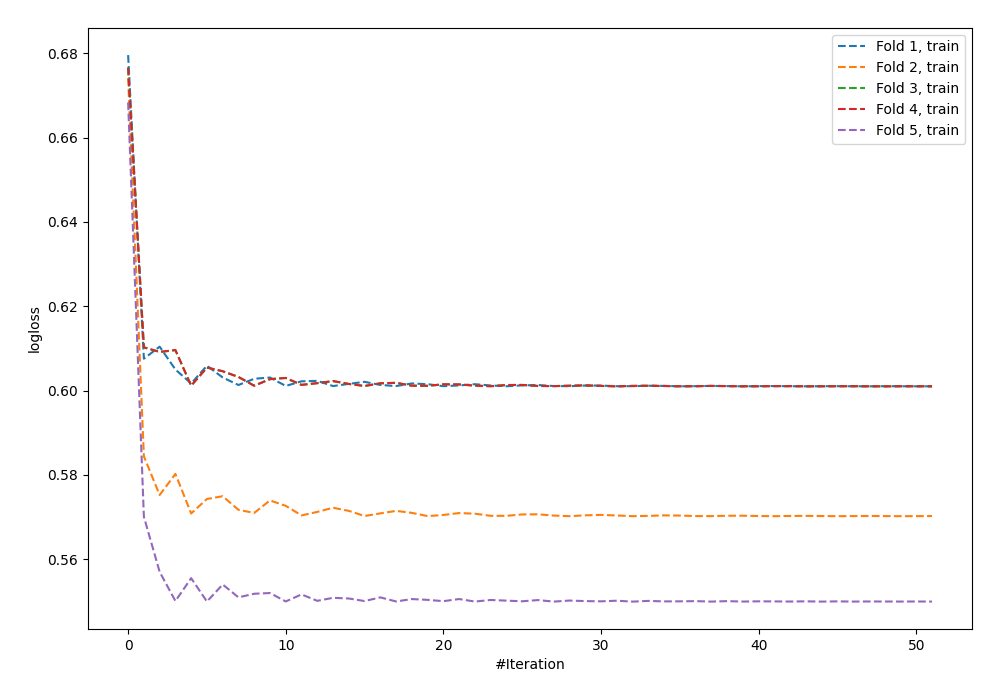 Fold 1, train
Fold 2, train
Fold 3, train
Fold 4, train
Fold 5, train
0.68
0.66
0.64
0.62
0.60
0.58
0.56
logloss
0 10 20 30 40 50
#Iteration